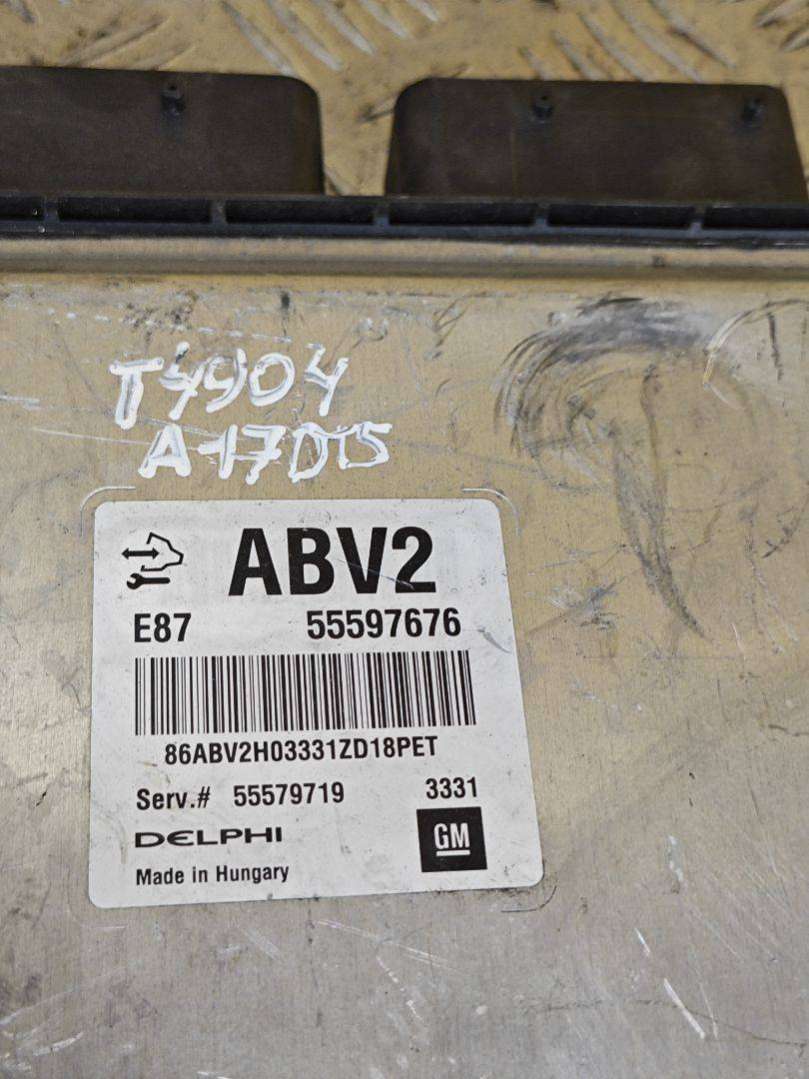 T4904
A17DTS
ABV2
E87 55597676
86ABV2H03331ZD18PET
Serv.# 55579719 3331
DELPHI GM
Made in Hungary